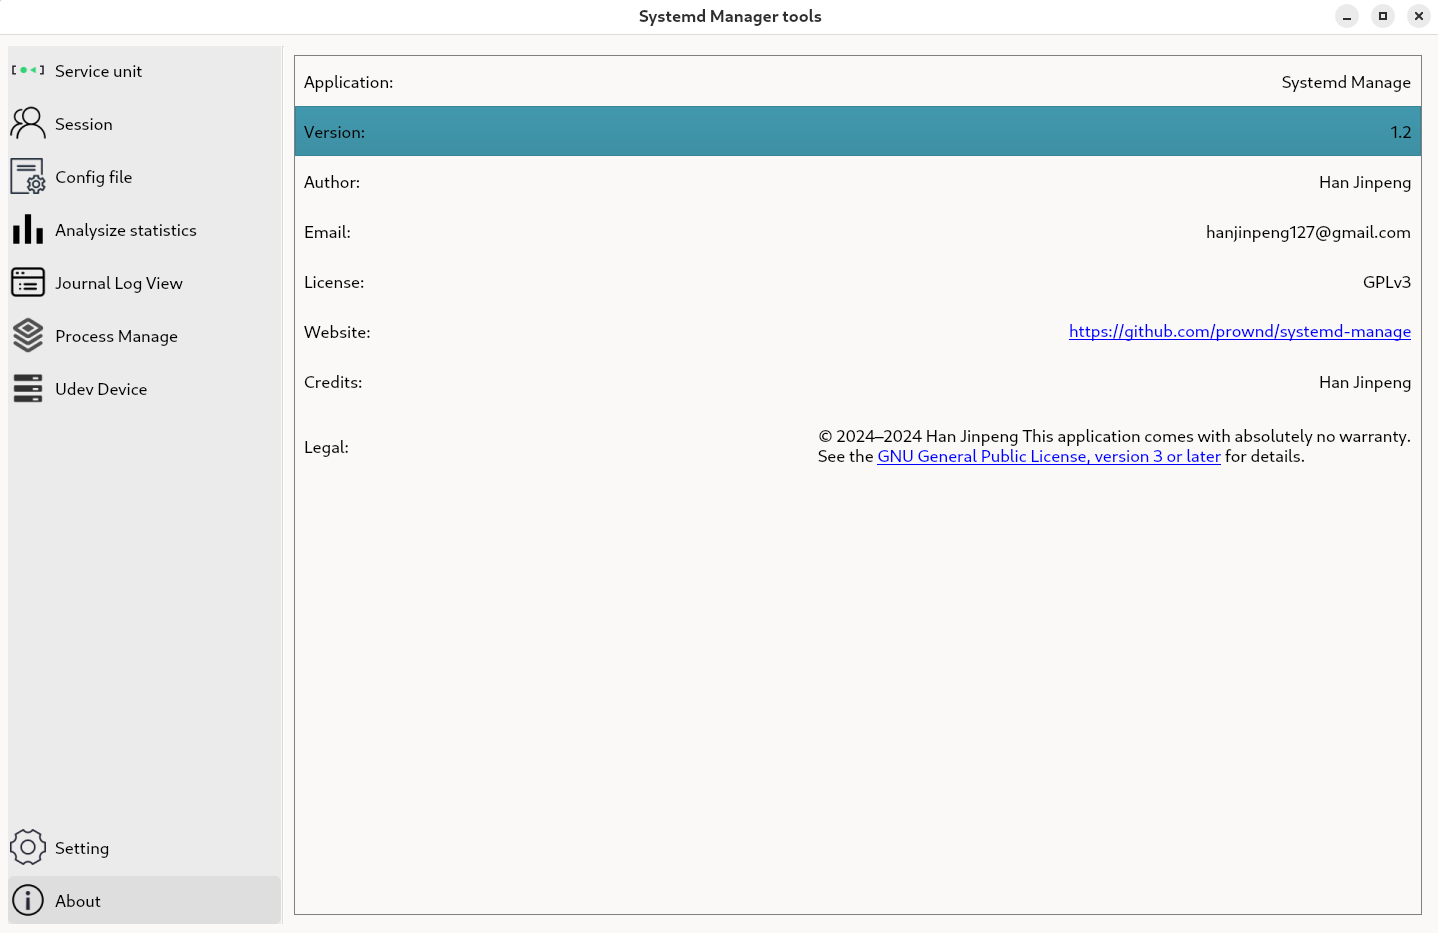 Systemd Manager tools
Service unit
Session
Config file
Analysize statistics
Journal Log View
Process Manage
Udev Device
Setting
About
Application: Systemd Manage
Version: 1.2
Author: Han Jinpeng
Email: hanjinpeng127@gmail.com
License: GPLv3
Website: https://github.com/prownd/systemd-manage
Credits: Han Jinpeng
Legal: © 2024–2024 Han Jinpeng This application comes with absolutely no warranty.
See the GNU General Public License, version 3 or later for details.